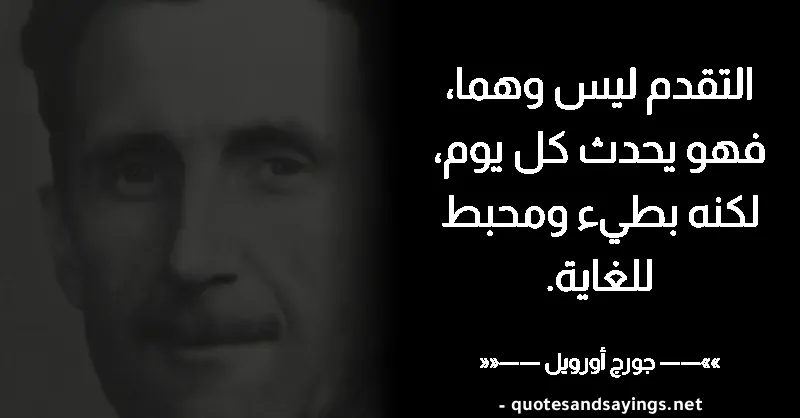 التقدم ليس وهما،
فهو يحدث كل يوم،
لكنه بطيء ومحبط
للغاية.
»»—— جورج أورويل ——««
- quotesandsayings.net